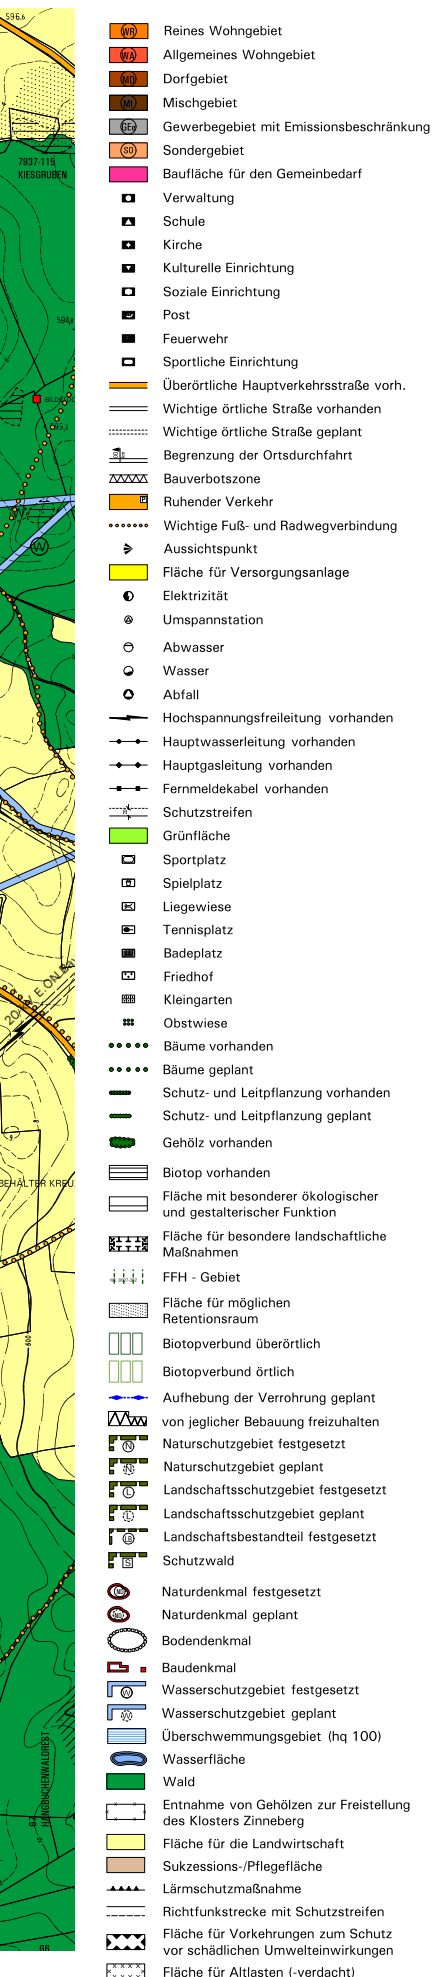 596,6
7937-115
KIESGRUBEN
W
BEHÄLTER KREU
600
HANGBUCHENWALDREST
67
68
WR Reines Wohngebiet
WA Allgemeines Wohngebiet
MD Dorfgebiet
MI Mischgebiet
GEe Gewerbegebiet mit Emissionsbeschränkung
SO Sondergebiet
Baufläche für den Gemeinbedarf
Verwaltung
Schule
Kirche
Kulturelle Einrichtung
Soziale Einrichtung
Post
Feuerwehr
Sportliche Einrichtung
Überörtliche Hauptverkehrsstraße vorh.
Wichtige örtliche Straße vorhanden
Wichtige örtliche Straße geplant
Begrenzung der Ortsdurchfahrt
Bauverbotszone
P Ruhender Verkehr
Wichtige Fuß- und Radwegverbindung
Aussichtspunkt
Fläche für Versorgungsanlage
Elektrizität
Umspannstation
Abwasser
Wasser
Abfall
Hochspannungsfreileitung vorhanden
Hauptwasserleitung vorhanden
Hauptgasleitung vorhanden
Fernmeldekabel vorhanden
Schutzstreifen
Grünfläche
Sportplatz
Spielplatz
Liegewiese
Tennisplatz
Badeplatz
Friedhof
Kleingarten
Obstwiese
Bäume vorhanden
Bäume geplant
Schutz- und Leitpflanzung vorhanden
Schutz- und Leitpflanzung geplant
Gehölz vorhanden
Biotop vorhanden
Fläche mit besonderer ökologischer
und gestalterischer Funktion
Fläche für besondere landschaftliche
Maßnahmen
FFH - Gebiet
Fläche für möglichen
Retentionsraum
Biotopverbund überörtlich
Biotopverbund örtlich
Aufhebung der Verrohrung geplant
von jeglicher Bebauung freizuhalten
N Naturschutzgebiet festgesetzt
N Naturschutzgebiet geplant
L Landschaftsschutzgebiet festgesetzt
L Landschaftsschutzgebiet geplant
LB Landschaftsbestandteil festgesetzt
S Schutzwald
ND Naturdenkmal festgesetzt
ND Naturdenkmal geplant
Bodendenkmal
Baudenkmal
W Wasserschutzgebiet festgesetzt
W Wasserschutzgebiet geplant
Überschwemmungsgebiet (hq 100)
Wasserfläche
Wald
Entnahme von Gehölzen zur Freistellung
des Klosters Zinneberg
Fläche für die Landwirtschaft
Sukzessions-/Pflegefläche
Lärmschutzmaßnahme
Richtfunkstrecke mit Schutzstreifen
Fläche für Vorkehrungen zum Schutz
vor schädlichen Umwelteinwirkungen
Fläche für Altlasten (-verdacht)